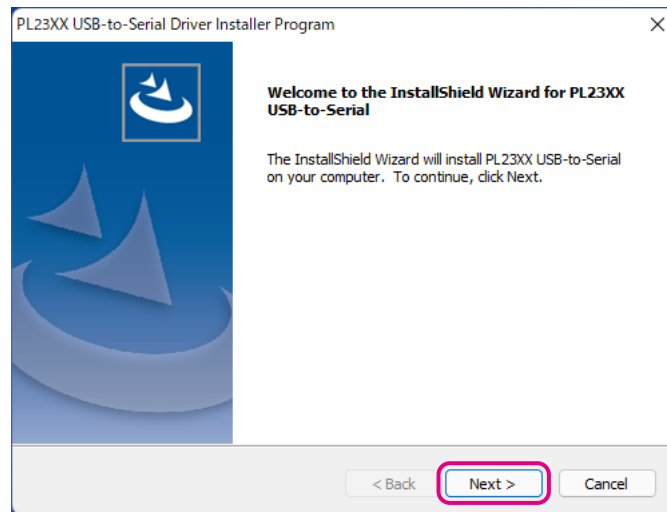 PL23XX USB-to-Serial Driver Installer Program
Welcome to the InstallShield Wizard for PL23XX
USB-to-Serial
The InstallShield Wizard will install PL23XX USB-to-Serial
on your computer. To continue, click Next.
< Back Next > Cancel